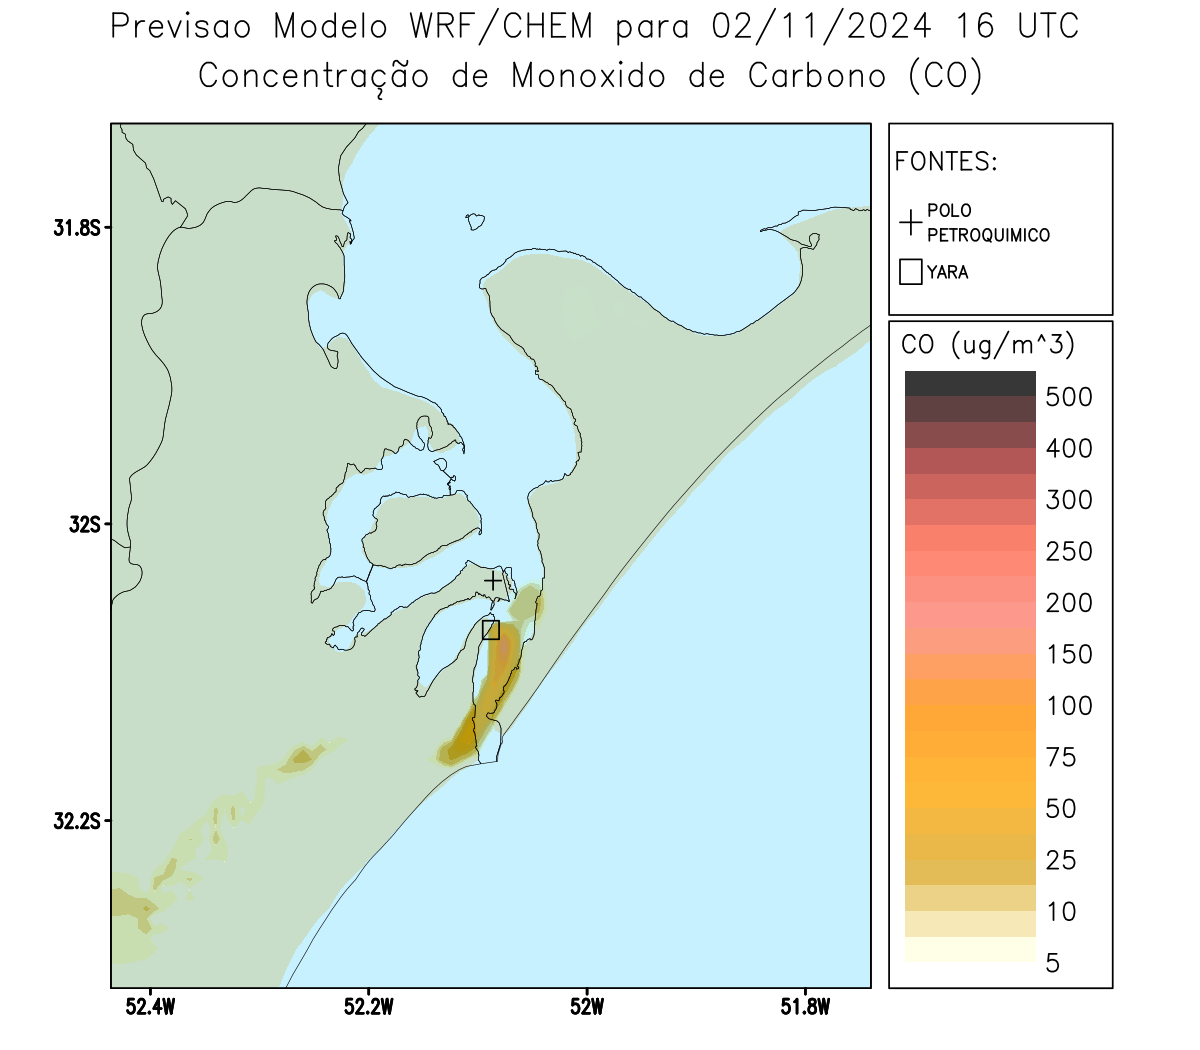 Previsao Modelo WRF/CHEM para 02/11/2024 16 UTC
Concentração de Monoxido de Carbono (CO)
FONTES:
POLO
PETROQUIMICO
YARA
CO (ug/m^3)
500
400
300
250
200
150
100
75
50
25
10
5
31.8S
32S
32.2S
52.4W
52.2W
52W
51.8W